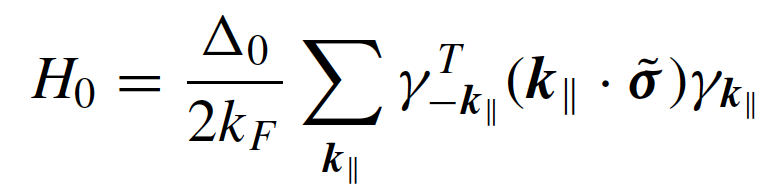 H₀ = \frac{\Delta_0}{2k_F} \sum_{\boldsymbol{k}_\parallel} \gamma^T_{-\boldsymbol{k}_\parallel} (\boldsymbol{k}_\parallel \cdot \tilde{\boldsymbol{\sigma}}) \gamma_{\boldsymbol{k}_\parallel}